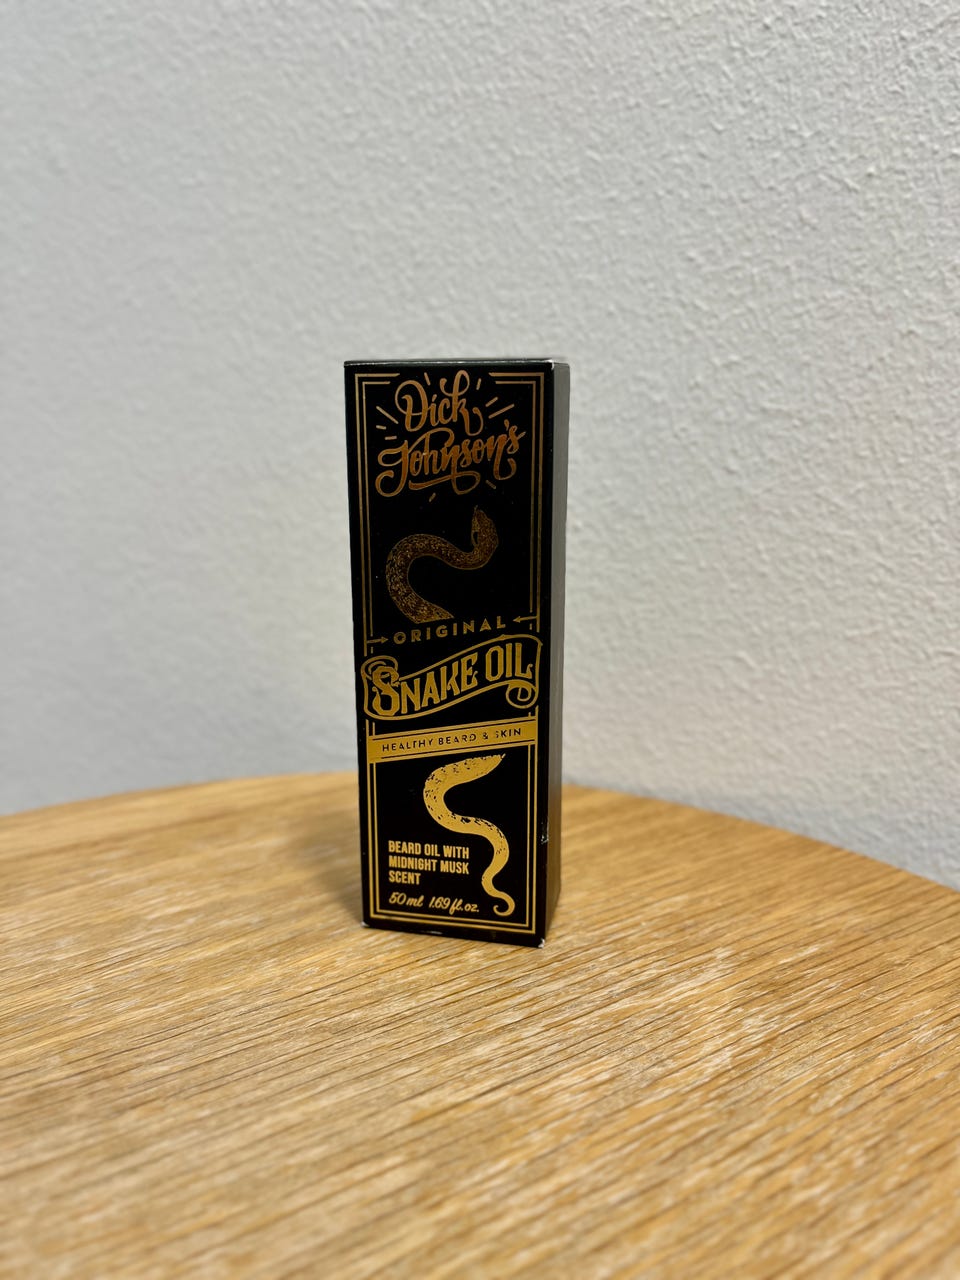 Dick
Johnson's
ORIGINAL
SNAKE OIL
HEALTHY BEARD & SKIN
BEARD OIL WITH
MIDNIGHT MUSK
SCENT
50 ml 1.69 fl. oz.